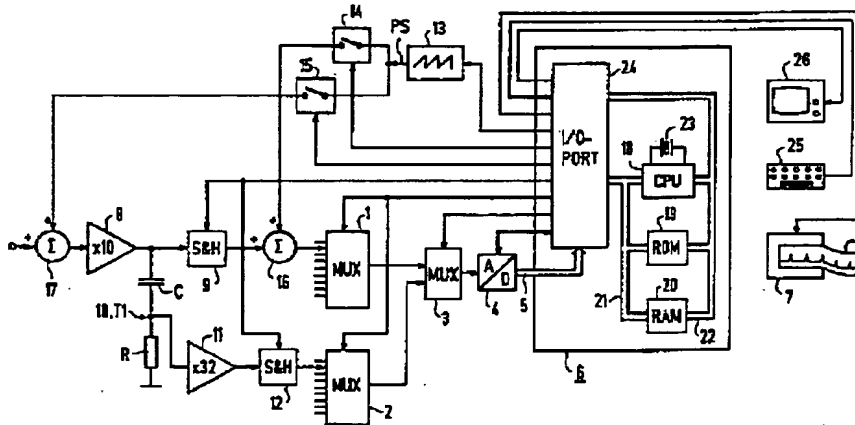 14
PS
13
15
24
26
I/O-
PORT
23
18
CPU
25
+
+
+
+
8
1
Σ
x10
S&H
Σ
MUX
MUX
A
D
ROM
19
17
9
16
3
4
5
7
C
20
10, T1
11
21
RAM
22
R
x32
S&H
MUX
12
2
6